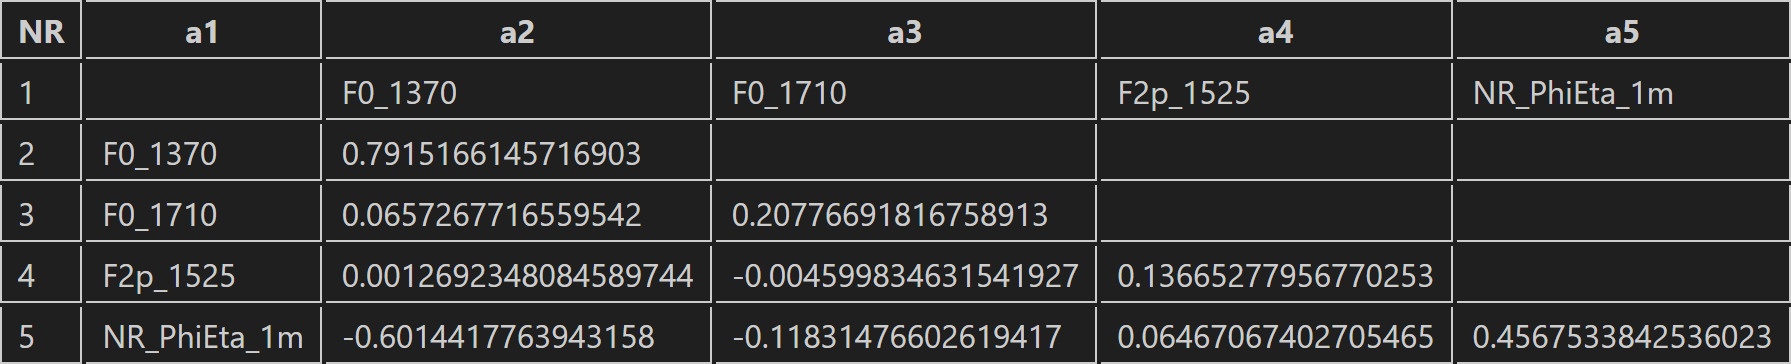 NR a1 a2 a3 a4 a5
1 F0_1370 F0_1710 F2p_1525 NR_PhiEta_1m
2 F0_1370 0.7915166145716903
3 F0_1710 0.0657267716559542 0.20776691816758913
4 F2p_1525 0.0012692348084589744 -0.004599834631541927 0.13665277956770253
5 NR_PhiEta_1m -0.6014417763943158 -0.11831476602619417 0.06467067402705465 0.4567533842536023